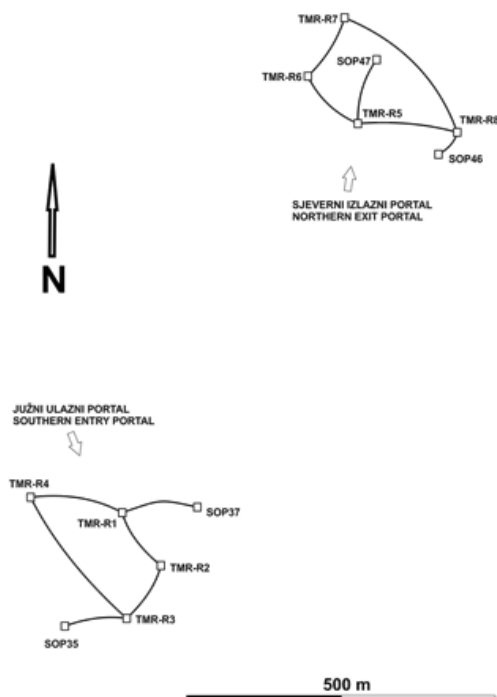 TMR-R7
SOP47
TMR-R6
TMR-R5
TMR-R8
SOP46
SJEVERNI IZLAZNI PORTAL
NORTHERN EXIT PORTAL
N
JUŽNI ULAZNI PORTAL
SOUTHERN ENTRY PORTAL
TMR-R4
SOP37
TMR-R1
TMR-R2
TMR-R3
SOP35
500 m